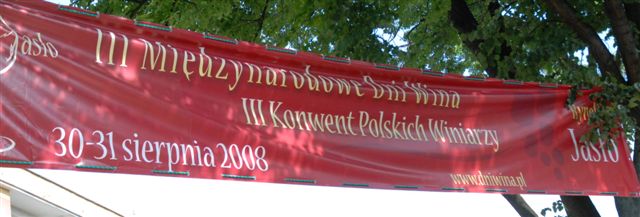 Jasło
III Międzynarodowe Dni Wina
III Konwent Polskich Winiarzy
30-31 sierpnia 2008
Jasło
www.dniwina.pl